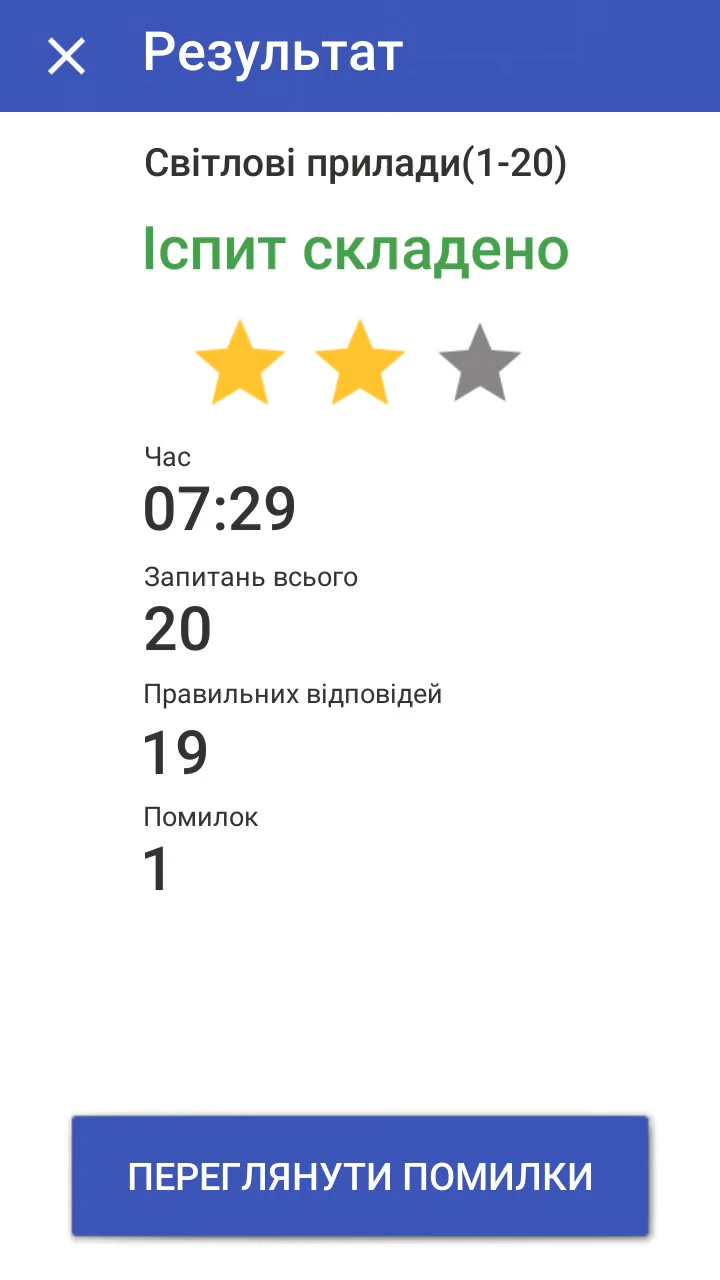 Результат
Світлові прилади(1-20)
Іспит складено
Час
07:29
Запитань всього
20
Правильних відповідей
19
Помилок
1
ПЕРЕГЛЯНУТИ ПОМИЛКИ